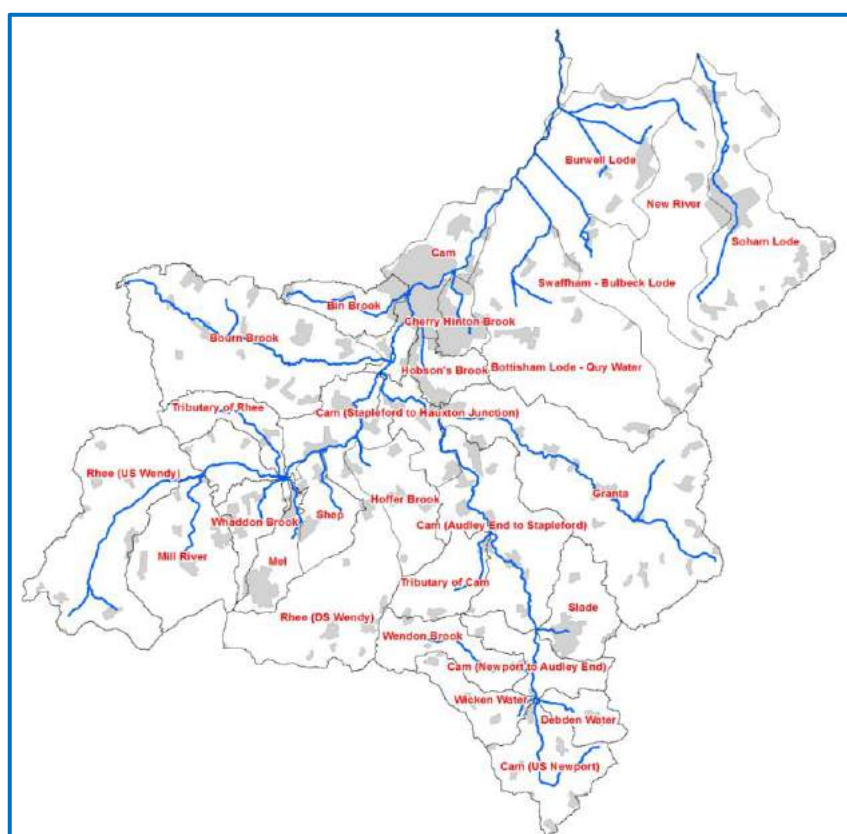 Burwell Lode
New River
Soham Lode
Cam
Swaffham - Bulbeck Lode
Bin Brook
Cherry Hinton Brook
Bourn Brook
Hobson's Brook
Bottisham Lode - Quy Water
Tributary of Rhee
Cam (Stapleford to Hauxton Junction)
Rhee (US Wendy)
Granta
Hoffer Brook
Shep
Whaddon Brook
Cam (Audley End to Stapleford)
Mill River
Mel
Tributary of Cam
Slade
Rhee (DS Wendy)
Wendon Brook
Cam (Newport to Audley End)
Wicken Water
Debden Water
Cam (US Newport)